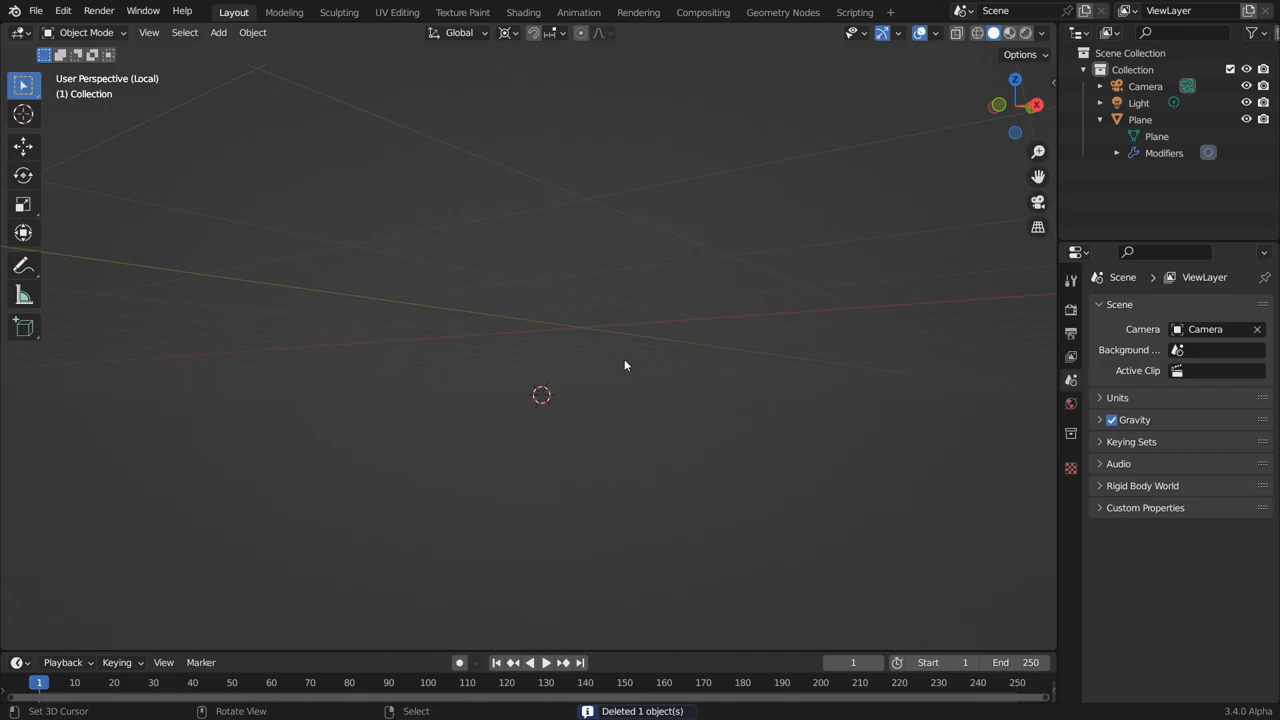 File Edit Render Window Help Layout Modeling Sculpting UV Editing Texture Paint Shading Animation Rendering Compositing Geometry Nodes Scripting + Scene ViewLayer
Object Mode View Select Add Object Global
Options
User Perspective (Local)
(1) Collection
Z
X
Scene Collection
Collection
Camera
Light
Plane
Plane
Modifiers
Scene > ViewLayer
Scene
Camera Camera
Background ...
Active Clip
Units
Gravity
Keying Sets
Audio
Rigid Body World
Custom Properties
Playback Keying View Marker 1 Start 1 End 250
1 10 20 30 40 50 60 70 80 90 100 110 120 130 140 150 160 170 180 190 200 210 220 230 240 250
Set 3D Cursor Rotate View Select Deleted 1 object(s) 3.4.0 Alpha